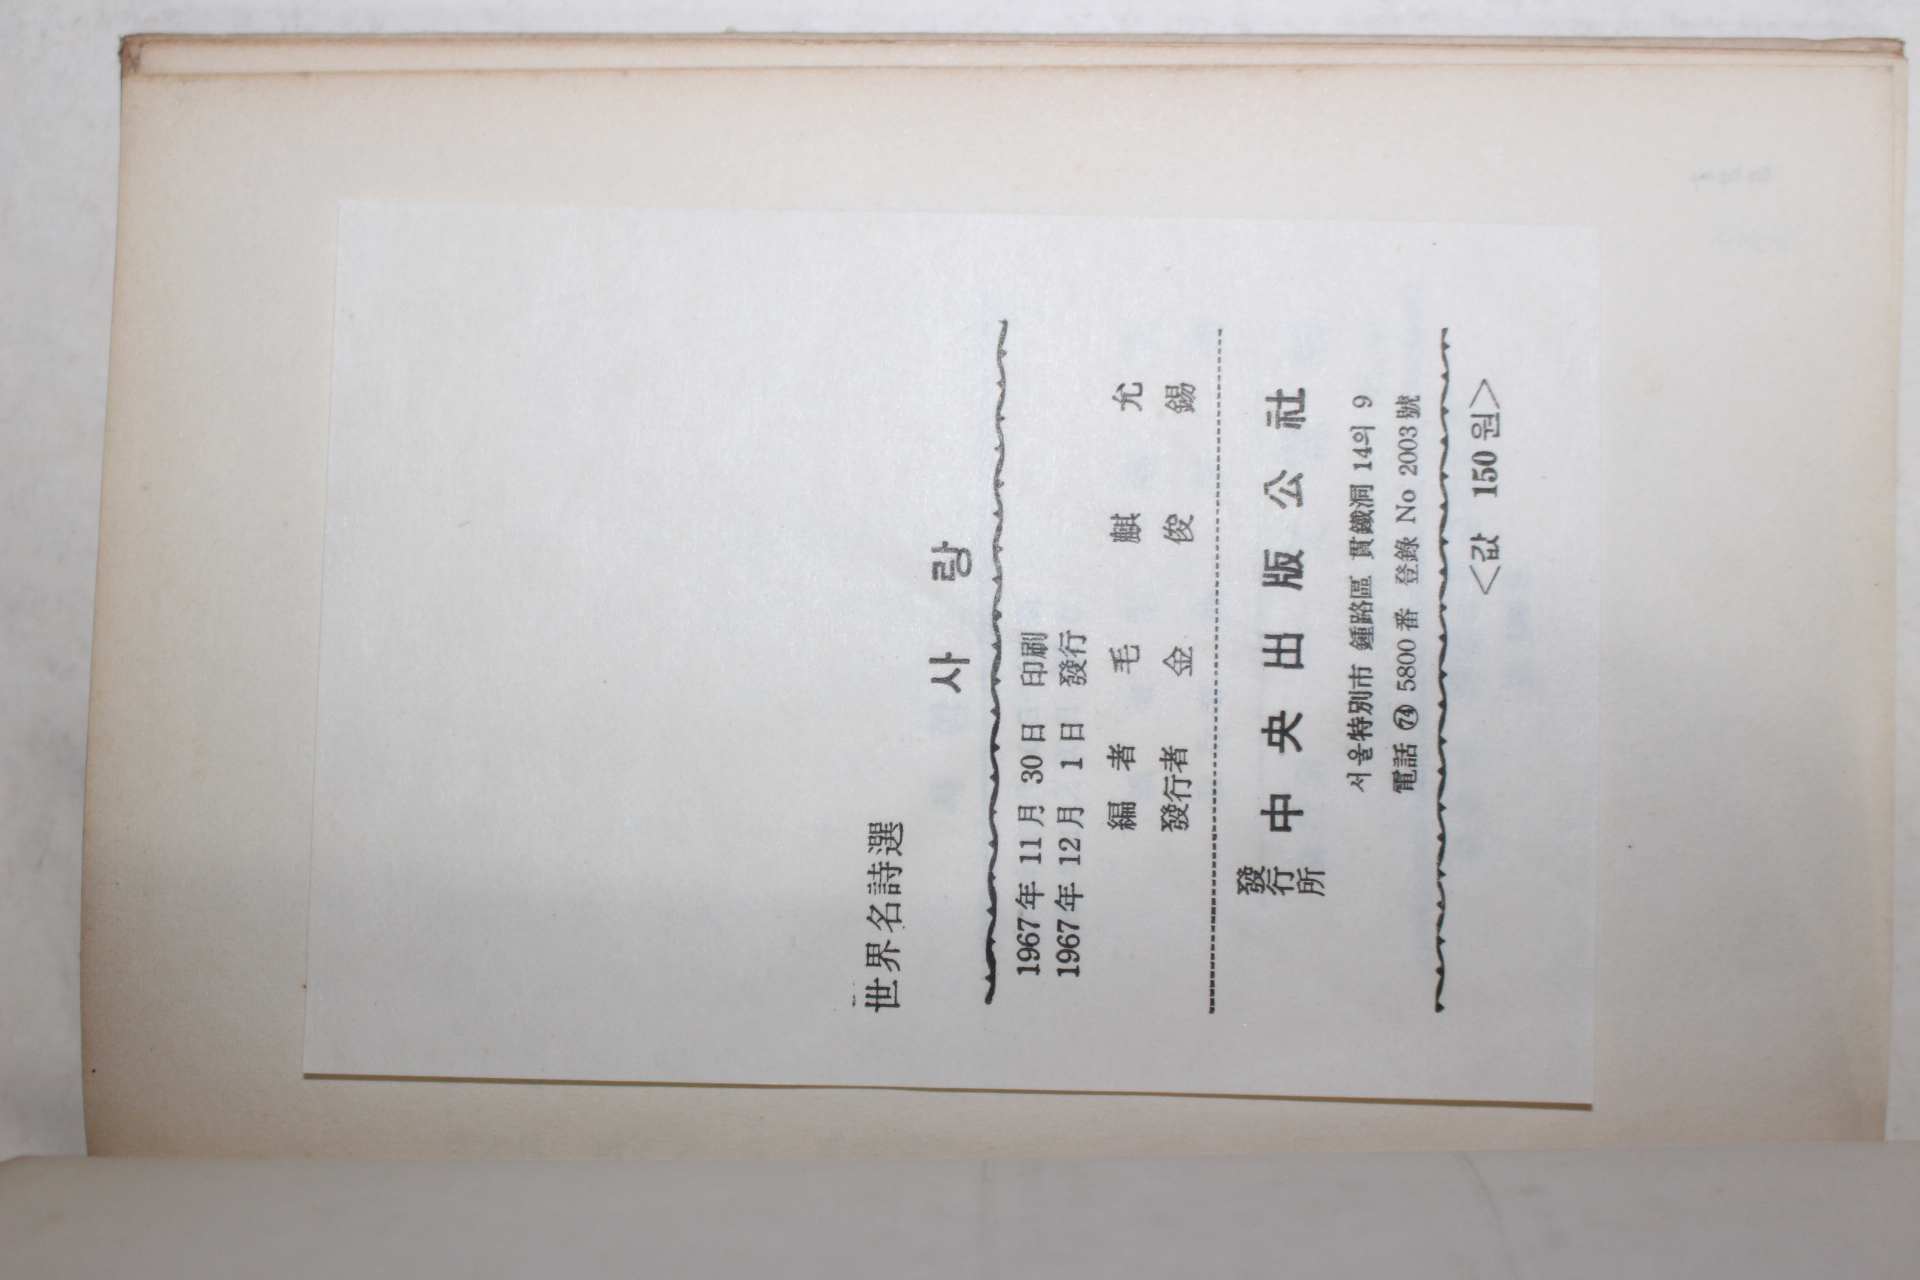 世界名詩選
사랑
1967年 11月 30日 印刷
1967年 12月 1日 發行
編者 毛麒允
發行者 金俊錫
發行所 中央出版公社
서울特別市 鍾路區 貫鐵洞 14의 9
電話 74 5800番 登錄 No 2003號
<값 150원>